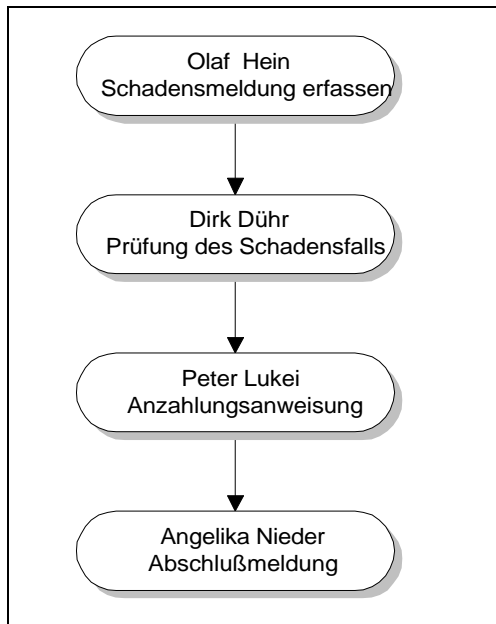 Olaf Hein
Schadensmeldung erfassen
Dirk Dühr
Prüfung des Schadensfalls
Peter Lukei
Anzahlungsanweisung
Angelika Nieder
Abschlußmeldung